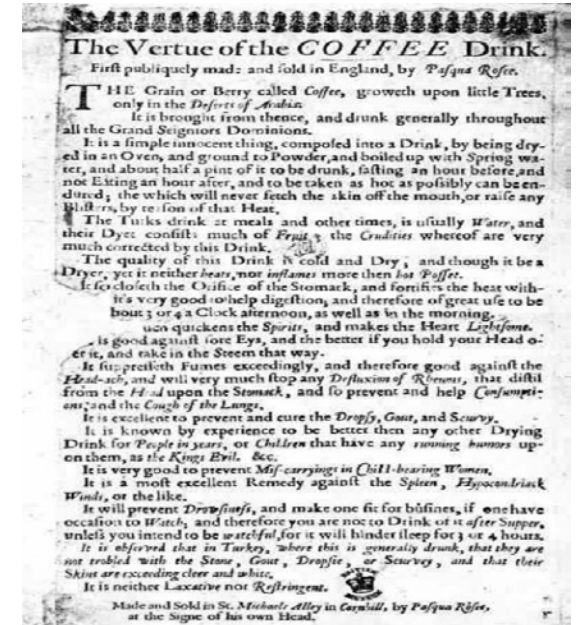 The Vertue of the COFFEE Drink.
First publiquely made and sold in England, by Pasqua Rosee.
THE Grain or Berry called Coffee, groweth upon little Trees,
only in the Deserts of Arabia.
It is brought from thence, and drunk generally throughout
all the Grand Seigniors Dominions.
It is a simple innocent thing, composed into a Drink, by being dry-
ed in an Oven, and ground to Powder, and boiled up with Spring wa-
ter, and about half a pint of it to be drunk, fasting an hour before, and
not Eating an hour after, and to be taken as hot as possibly can be en-
dured; the which will never fetch the skin off the mouth, or raise any
Blisters, by reason of that Heat.
The Turks drink at meals and other times, is usually Water, and
their Dyet consists much of Fruit, the Crudities whereof are very
much corrected by this Drink.
The quality of this Drink is cold and Dry; and though it be a
Dryer, yet it neither heats, nor inflames more then hot Posset.
It so closeth the Orifice of the Stomack, and fortifies the heat with-
it's very good to help digestion; and therefore of great use to be
bout 3 or 4 a Clock afternoon, as well as in the morning.
uch quickens the Spirits, and makes the Heart Lightsome.
is good against sore Eys, and the better if you hold your Head o-
er it, and take in the Steem that way.
It suppresseth Fumes exceedingly, and therefore good against the
Head-ach, and will very much stop any Defluxion of Rheums, that distil
from the Head upon the Stomack, and so prevent and help Consumpti-
ons; and the Cough of the Lungs.
It is excellent to prevent and cure the Dropsy, Gout, and Scurvy.
It is known by experience to be better then any other Drying
Drink for People in years, or Children that have any running humors up-
on them, as the Kings Evil. &c.
It is very good to prevent Mis-carryings in Child-bearing Women.
It is a most excellent Remedy against the Spleen, Hypocondriack
Winds, or the like.
It will prevent Drowsiness, and make one fit for busines, if one have
occasion to Watch; and therefore you are not to Drink of it after Supper,
unless you intend to be watchful, for it will hinder sleep for 3 or 4 hours.
It is observed that in Turkey, where this is generally drunk, that they are
not trobled with the Stone, Gout, Dropsie, or Scurvey, and that their
Skins are exceeding cleer and white.
It is neither Laxative nor Restringent.
Made and Sold in St. Michaels Alley in Cornhill, by Pasqua Rosee,
at the Signe of his own Head.